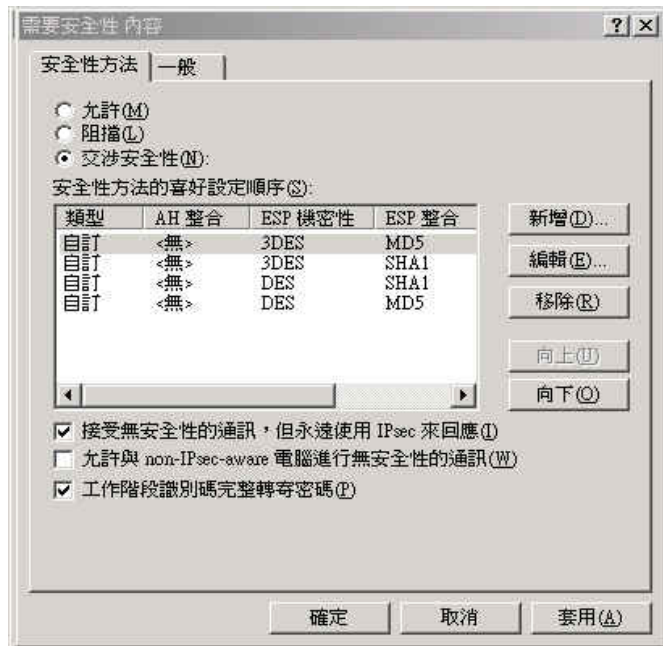 需要安全性 內容
安全性方法 一般
允許(M)
阻擋(L)
交涉安全性(N):
安全性方法的喜好設定順序(S):
類型 AH 整合 ESP 機密性 ESP 整合
自訂 <無> 3DES MD5
自訂 <無> 3DES SHA1
自訂 <無> DES SHA1
自訂 <無> DES MD5
新增(D)...
編輯(E)...
移除(R)
向上(U)
向下(O)
接受無安全性的通訊，但永遠使用 IPsec 來回應(I)
允許與 non-IPsec-aware 電腦進行無安全性的通訊(W)
工作階段識別碼完整轉寄密碼(P)
確定 取消 套用(A)